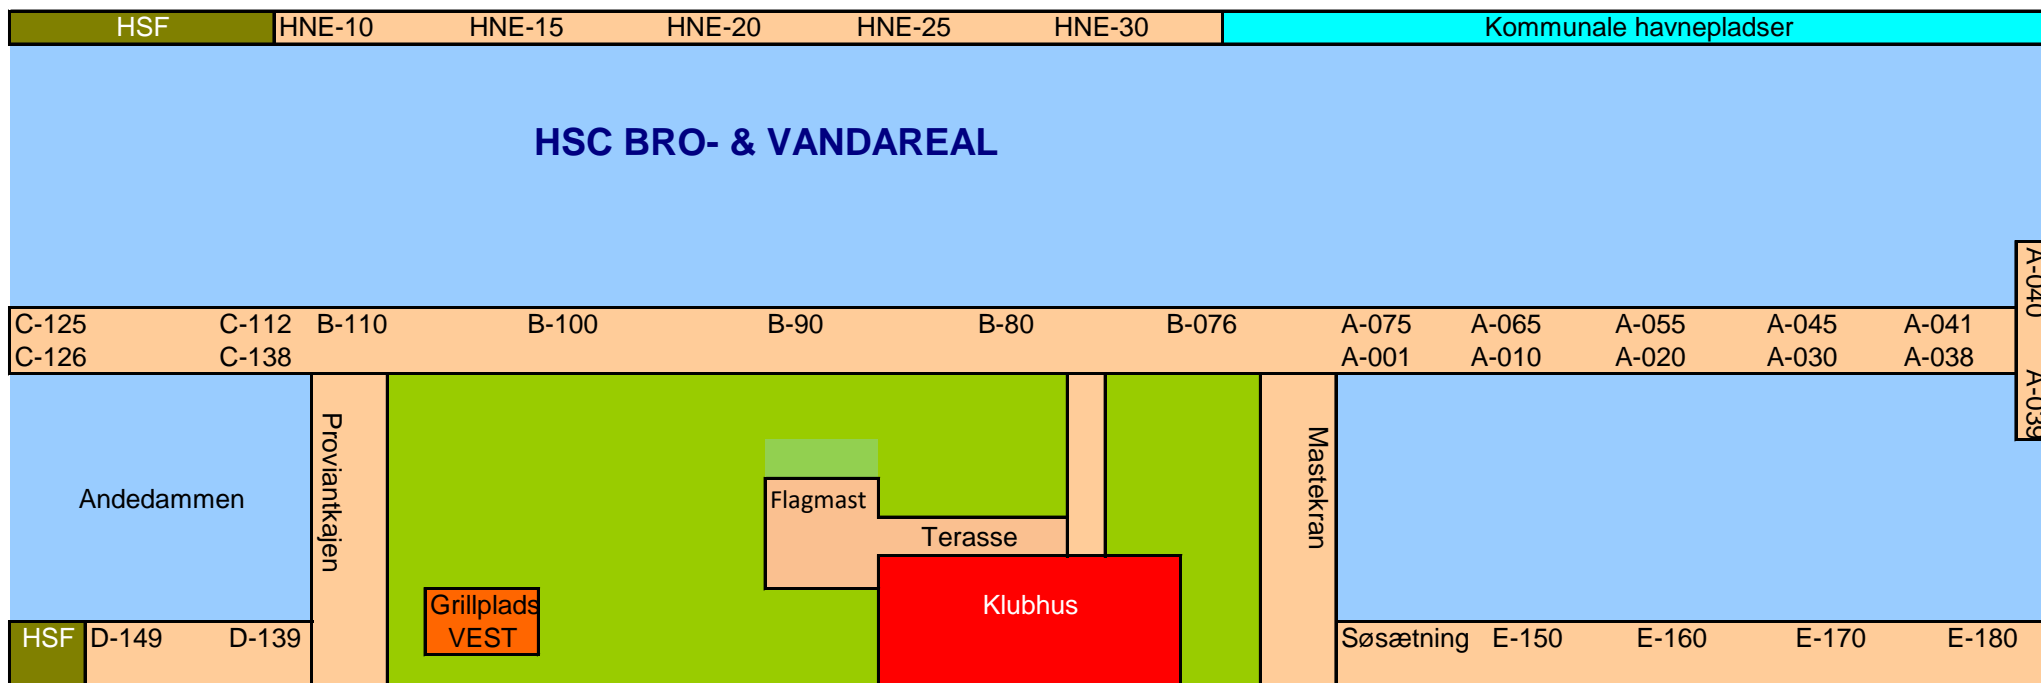 HSF HNE-10 HNE-15 HNE-20 HNE-25 HNE-30 Kommunale havnepladser
HSC BRO- & VANDAREAL
A-040
C-125 C-112 B-110 B-100 B-90 B-80 B-076 A-075 A-065 A-055 A-045 A-041
C-126 C-138 A-001 A-010 A-020 A-030 A-038
A-039
Proviantkajen
Mastekran
Andedammen
Flagmast
Terasse
Grillplads
VEST
Klubhus
HSF D-149 D-139 Søsætning E-150 E-160 E-170 E-180